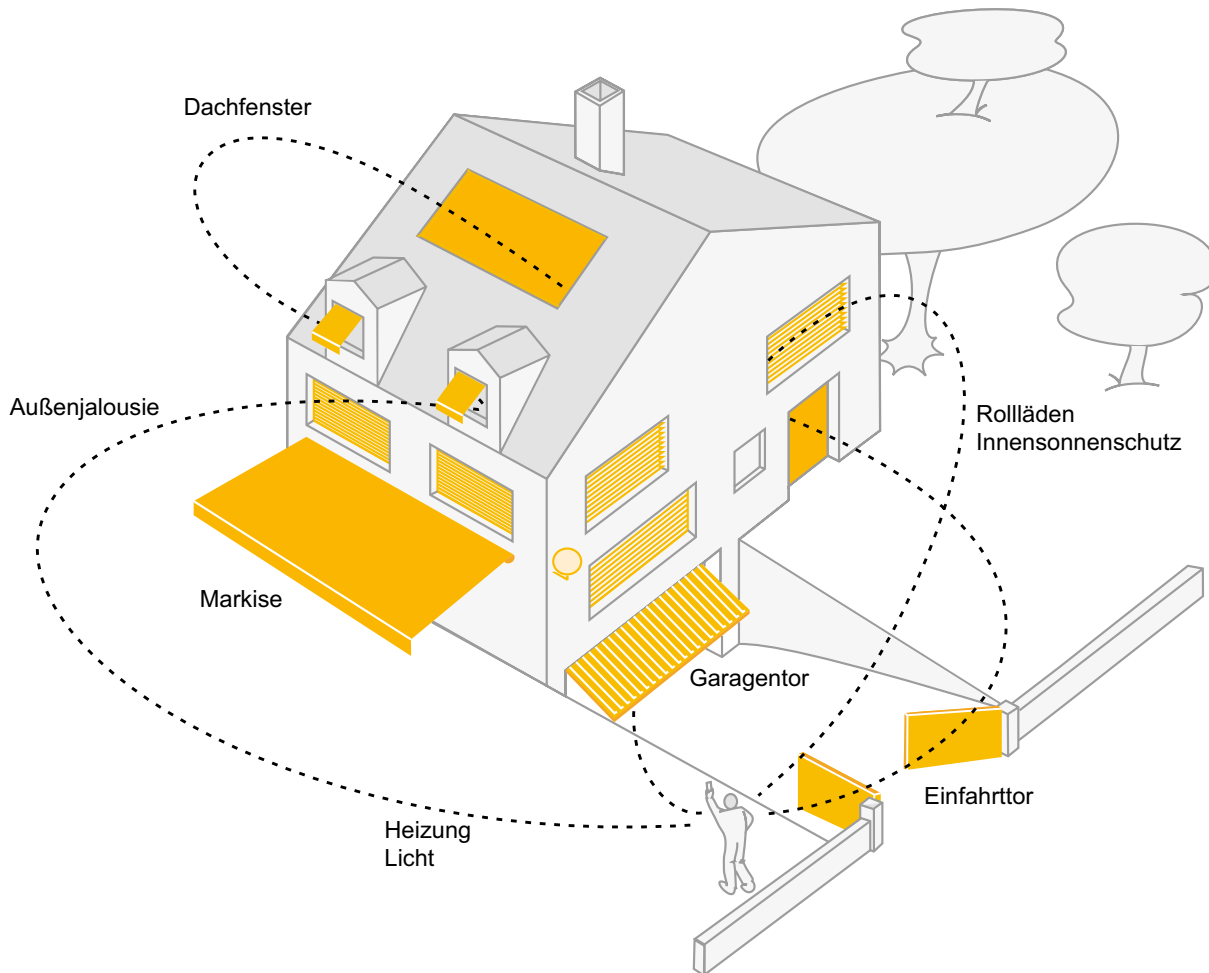 Dachfenster
Außenjalousie
Rollläden
Innensonnenschutz
Markise
Garagentor
Einfahrttor
Heizung
Licht